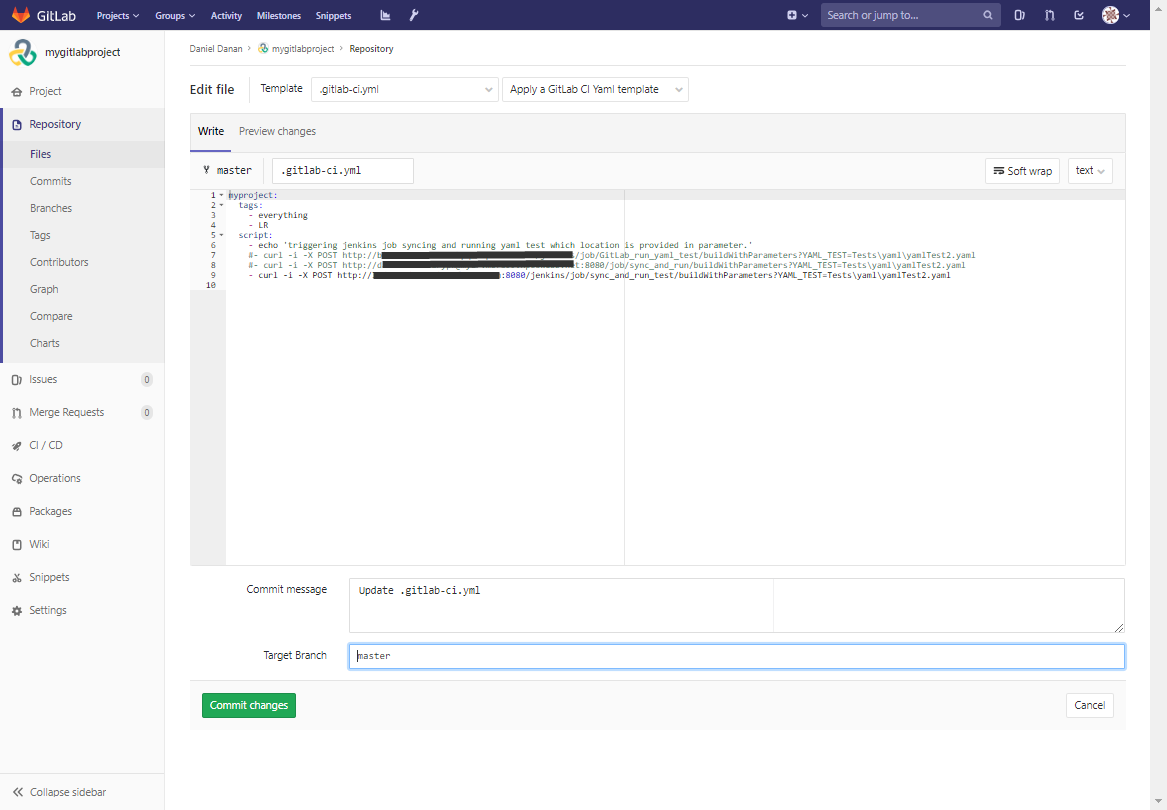 GitLab Projects Groups Activity Milestones Snippets Search or jump to...
mygitlabproject
Project
Repository
Files
Commits
Branches
Tags
Contributors
Graph
Compare
Charts
Issues 0
Merge Requests 0
CI / CD
Operations
Packages
Wiki
Snippets
Settings
Collapse sidebar
Daniel Danan > mygitlabproject > Repository
Edit file Template .gitlab-ci.yml Apply a GitLab CI Yaml template
Write Preview changes
master .gitlab-ci.yml Soft wrap text
1 myproject:
2 tags:
3 - everything
4 - LR
5 script:
6 - echo 'triggering jenkins job syncing and running yaml test which location is provided in parameter.'
7 #- curl -i -X POST http://b /job/GitLab_run_yaml_test/buildWithParameters?YAML_TEST=Tests\yaml\yamlTest2.yaml
8 #- curl -i -X POST http://d et:8080/job/sync_and_run/buildWithParameters?YAML_TEST=Tests\yaml\yamlTest2.yaml
9 - curl -i -X POST http:// :8080/jenkins/job/sync_and_run_test/buildWithParameters?YAML_TEST=Tests\yaml\yamlTest2.yaml
10
Commit message Update .gitlab-ci.yml
Target Branch master
Commit changes Cancel